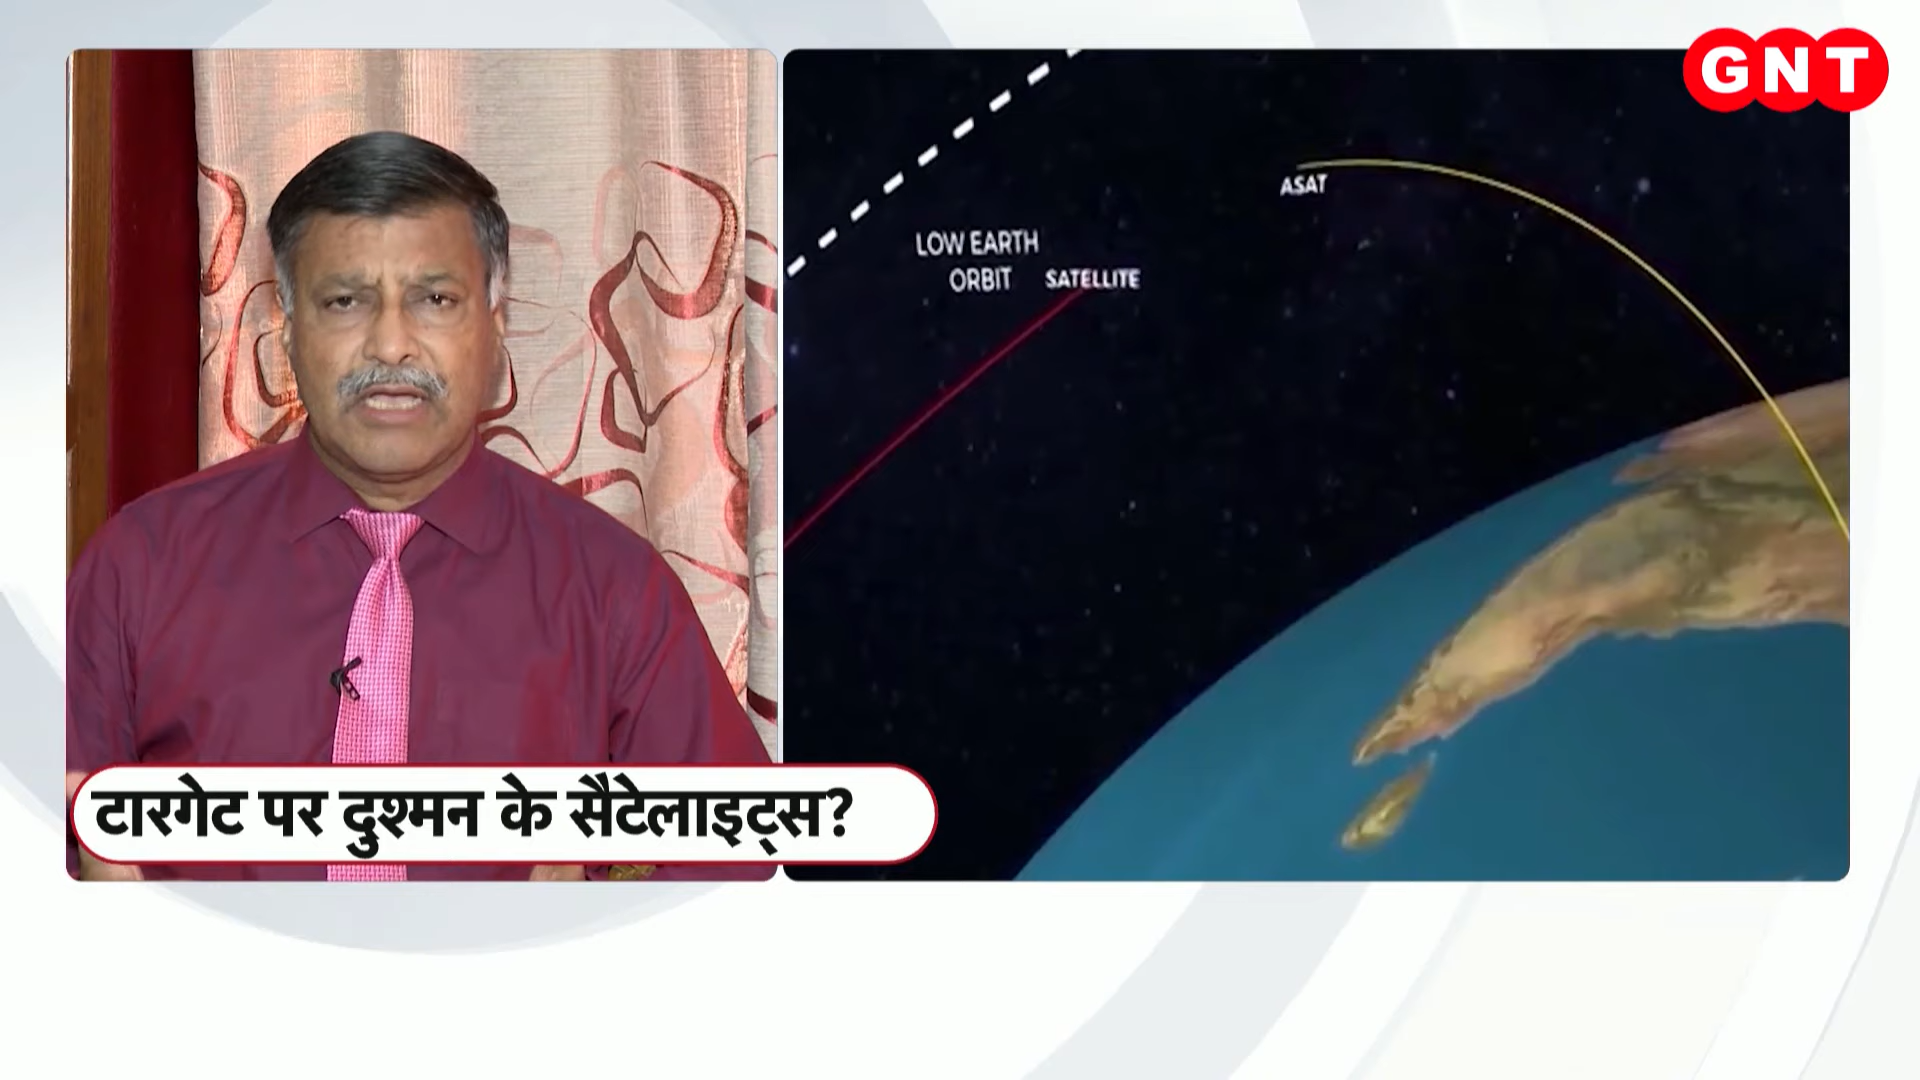 GNT
ASAT
LOW EARTH
ORBIT
SATELLITE
टारगेट पर दुश्मन के सैटेलाइट्स?